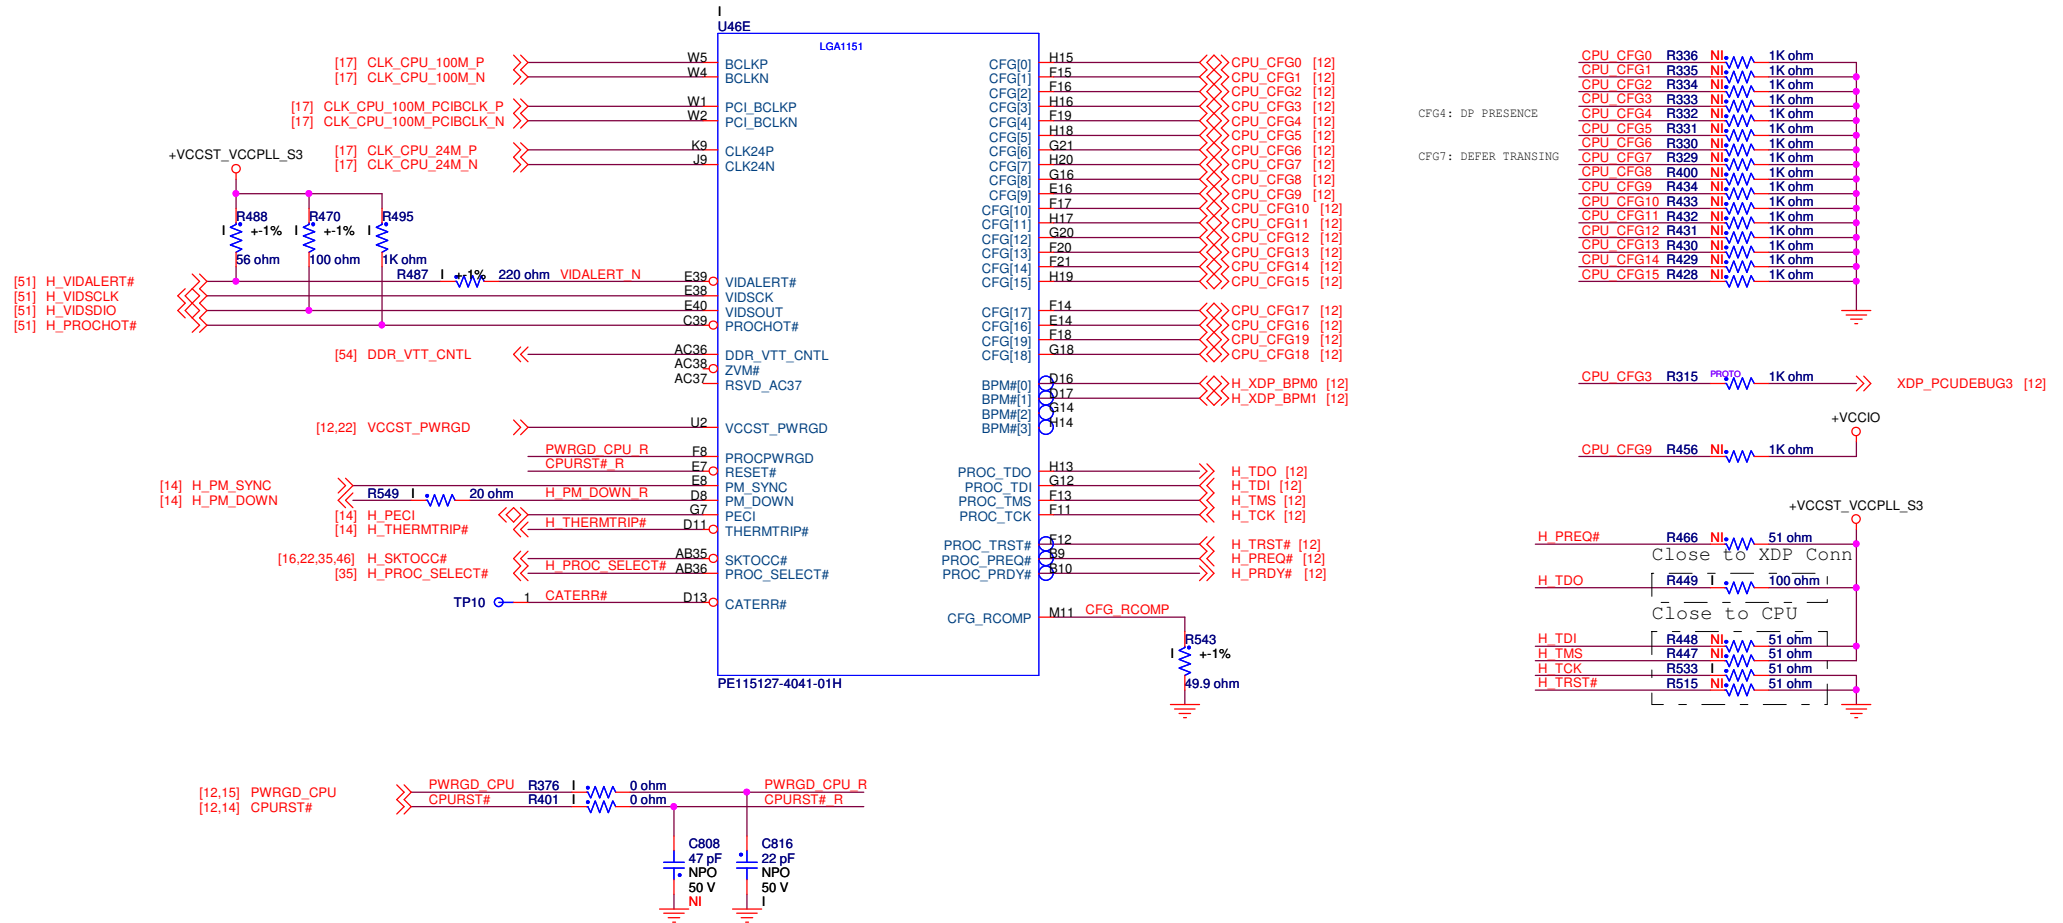 I
U46E
LGA1151
[17] CLK_CPU_100M_P W5 BCLKP
[17] CLK_CPU_100M_N W4 BCLKN
[17] CLK_CPU_100M_PCIBCLK_P W1 PCI_BCLKP
[17] CLK_CPU_100M_PCIBCLK_N W2 PCI_BCLKN
[17] CLK_CPU_24M_P K9 CLK24P
[17] CLK_CPU_24M_N J9 CLK24N
+VCCST_VCCPLL_S3
R488 I +-1% 56 ohm
R470 I +-1% 100 ohm
R495 I 1K ohm
R487 I +-1% 220 ohm VIDALERT_N
[51] H_VIDALERT# E39 VIDALERT#
[51] H_VIDSCLK E38 VIDSCK
[51] H_VIDSDIO E40 VIDSOUT
[51] H_PROCHOT# C39 PROCHOT#
[54] DDR_VTT_CNTL AC36 DDR_VTT_CNTL
AC38 ZVM#
AC37 RSVD_AC37
[12,22] VCCST_PWRGD U2 VCCST_PWRGD
PWRGD_CPU_R F8 PROCPWRGD
CPURST#_R E7 RESET#
[14] H_PM_SYNC E8 PM_SYNC
[14] H_PM_DOWN R549 I 20 ohm H_PM_DOWN_R D8 PM_DOWN
[14] H_PECI G7 PECI
[14] H_THERMTRIP# H_THERMTRIP# D11 THERMTRIP#
[16,22,35,46] H_SKTOCC# AB35 SKTOCC#
[35] H_PROC_SELECT# H_PROC_SELECT# AB36 PROC_SELECT#
TP10 1 CATERR# D13 CATERR#
PE115127-4041-01H
CFG[0] H15 CPU_CFG0 [12]
CFG[1] F15 CPU_CFG1 [12]
CFG[2] F16 CPU_CFG2 [12]
CFG[3] H16 CPU_CFG3 [12]
CFG[4] F19 CPU_CFG4 [12]
CFG[5] H18 CPU_CFG5 [12]
CFG[6] G21 CPU_CFG6 [12]
CFG[7] H20 CPU_CFG7 [12]
CFG[8] G16 CPU_CFG8 [12]
CFG[9] E16 CPU_CFG9 [12]
CFG[10] F17 CPU_CFG10 [12]
CFG[11] H17 CPU_CFG11 [12]
CFG[12] G20 CPU_CFG12 [12]
CFG[13] F20 CPU_CFG13 [12]
CFG[14] F21 CPU_CFG14 [12]
CFG[15] H19 CPU_CFG15 [12]
CFG[17] F14 CPU_CFG17 [12]
CFG[16] E14 CPU_CFG16 [12]
CFG[19] F18 CPU_CFG19 [12]
CFG[18] G18 CPU_CFG18 [12]
BPM#[0] D16 H_XDP_BPM0 [12]
BPM#[1] D17 H_XDP_BPM1 [12]
BPM#[2] G14
BPM#[3] H14
PROC_TDO H13 H_TDO [12]
PROC_TDI G12 H_TDI [12]
PROC_TMS F13 H_TMS [12]
PROC_TCK F11 H_TCK [12]
PROC_TRST# F12 H_TRST# [12]
PROC_PREQ# B9 H_PREQ# [12]
PROC_PRDY# B10 H_PRDY# [12]
CFG_RCOMP M11 CFG_RCOMP
R543 I +-1% 49.9 ohm
CPU_CFG0 R336 NI 1K ohm
CPU_CFG1 R335 NI 1K ohm
CPU_CFG2 R334 NI 1K ohm
CPU_CFG3 R333 NI 1K ohm
CFG4: DP PRESENCE
CPU_CFG4 R332 NI 1K ohm
CPU_CFG5 R331 NI 1K ohm
CPU_CFG6 R330 NI 1K ohm
CFG7: DEFER TRANSING
CPU_CFG7 R329 NI 1K ohm
CPU_CFG8 R400 NI 1K ohm
CPU_CFG9 R434 NI 1K ohm
CPU_CFG10 R433 NI 1K ohm
CPU_CFG11 R432 NI 1K ohm
CPU_CFG12 R431 NI 1K ohm
CPU_CFG13 R430 NI 1K ohm
CPU_CFG14 R429 NI 1K ohm
CPU_CFG15 R428 NI 1K ohm
CPU_CFG3 R315 PROTO 1K ohm XDP_PCUDEBUG3 [12]
+VCCIO
CPU_CFG9 R456 NI 1K ohm
+VCCST_VCCPLL_S3
H_PREQ# R466 NI 51 ohm
Close to XDP Conn
H_TDO R449 I 100 ohm
Close to CPU
H_TDI R448 NI 51 ohm
H_TMS R447 NI 51 ohm
H_TCK R533 I 51 ohm
H_TRST# R515 NI 51 ohm
[12,15] PWRGD_CPU PWRGD_CPU R376 I 0 ohm PWRGD_CPU_R
[12,14] CPURST# CPURST# R401 I 0 ohm CPURST#_R
C808 C816
47 pF 22 pF
NPO NPO
50 V 50 V
NI I